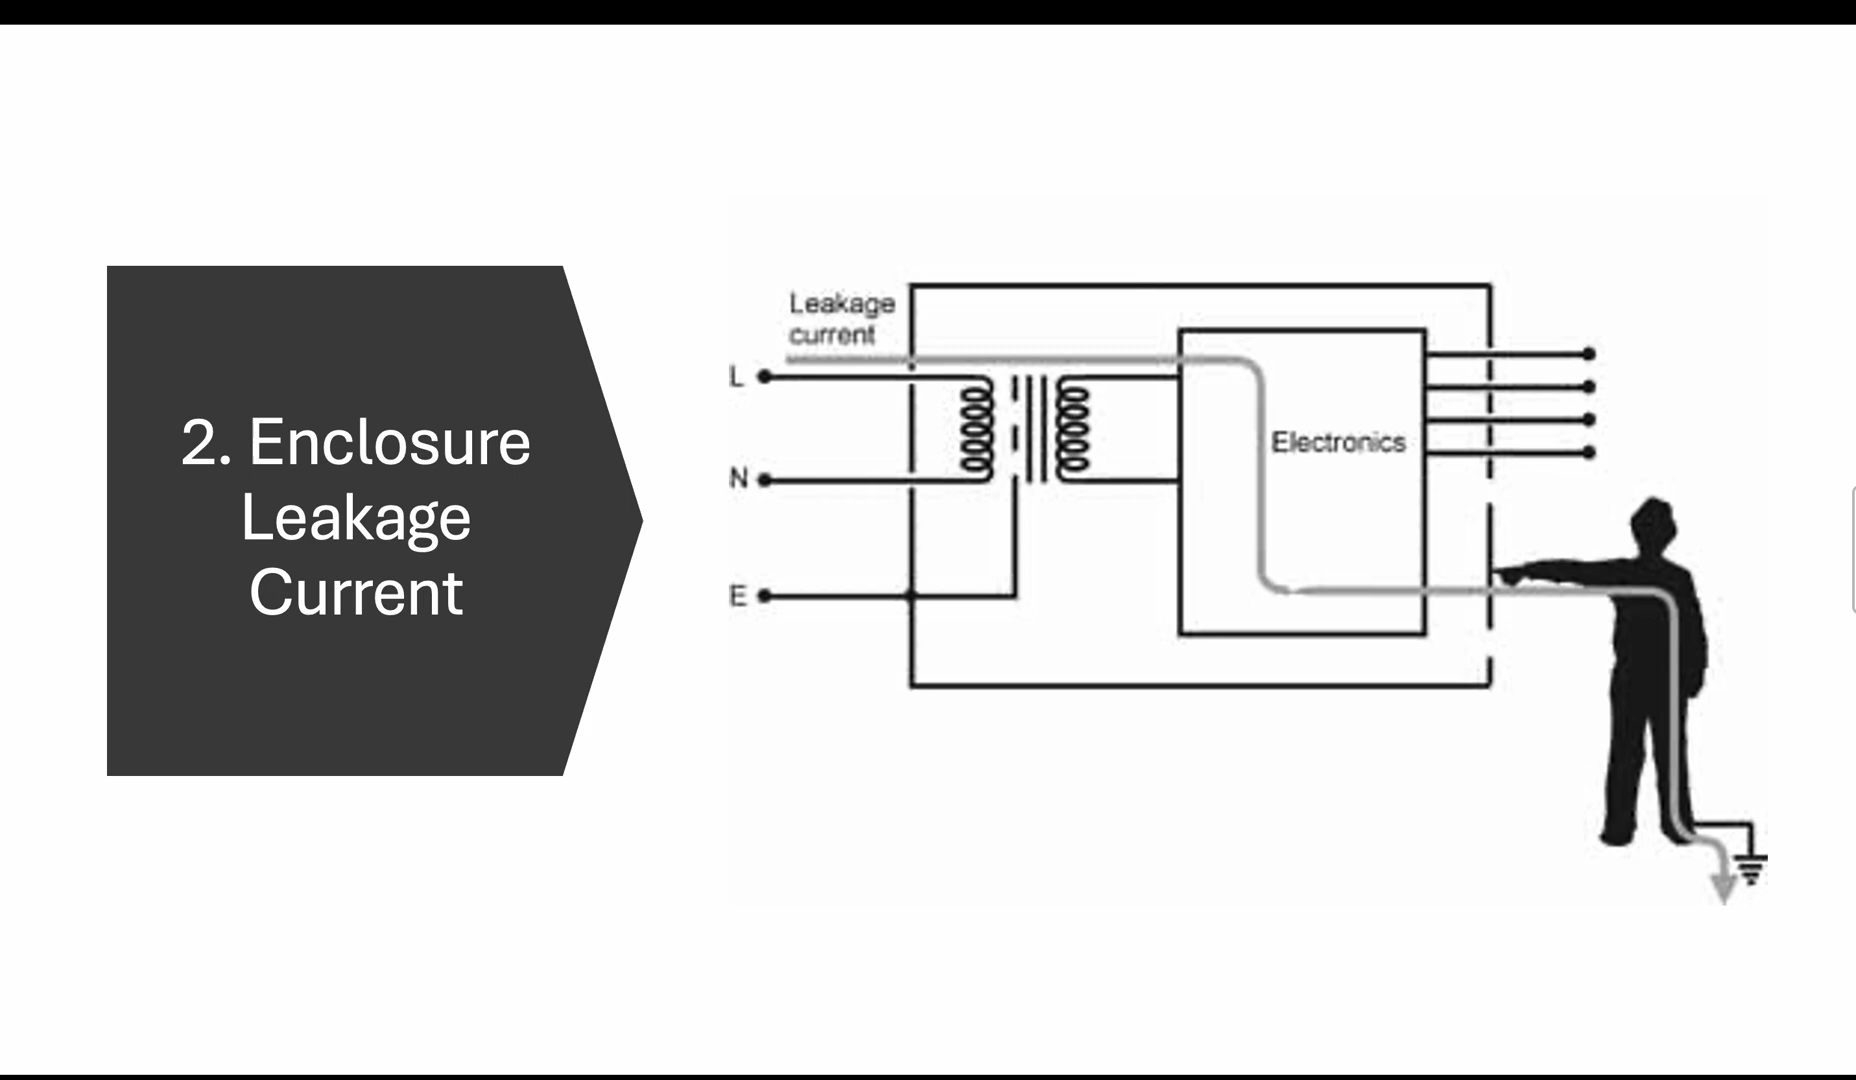 2. Enclosure
Leakage
Current
Leakage
current
L
N
E
Electronics